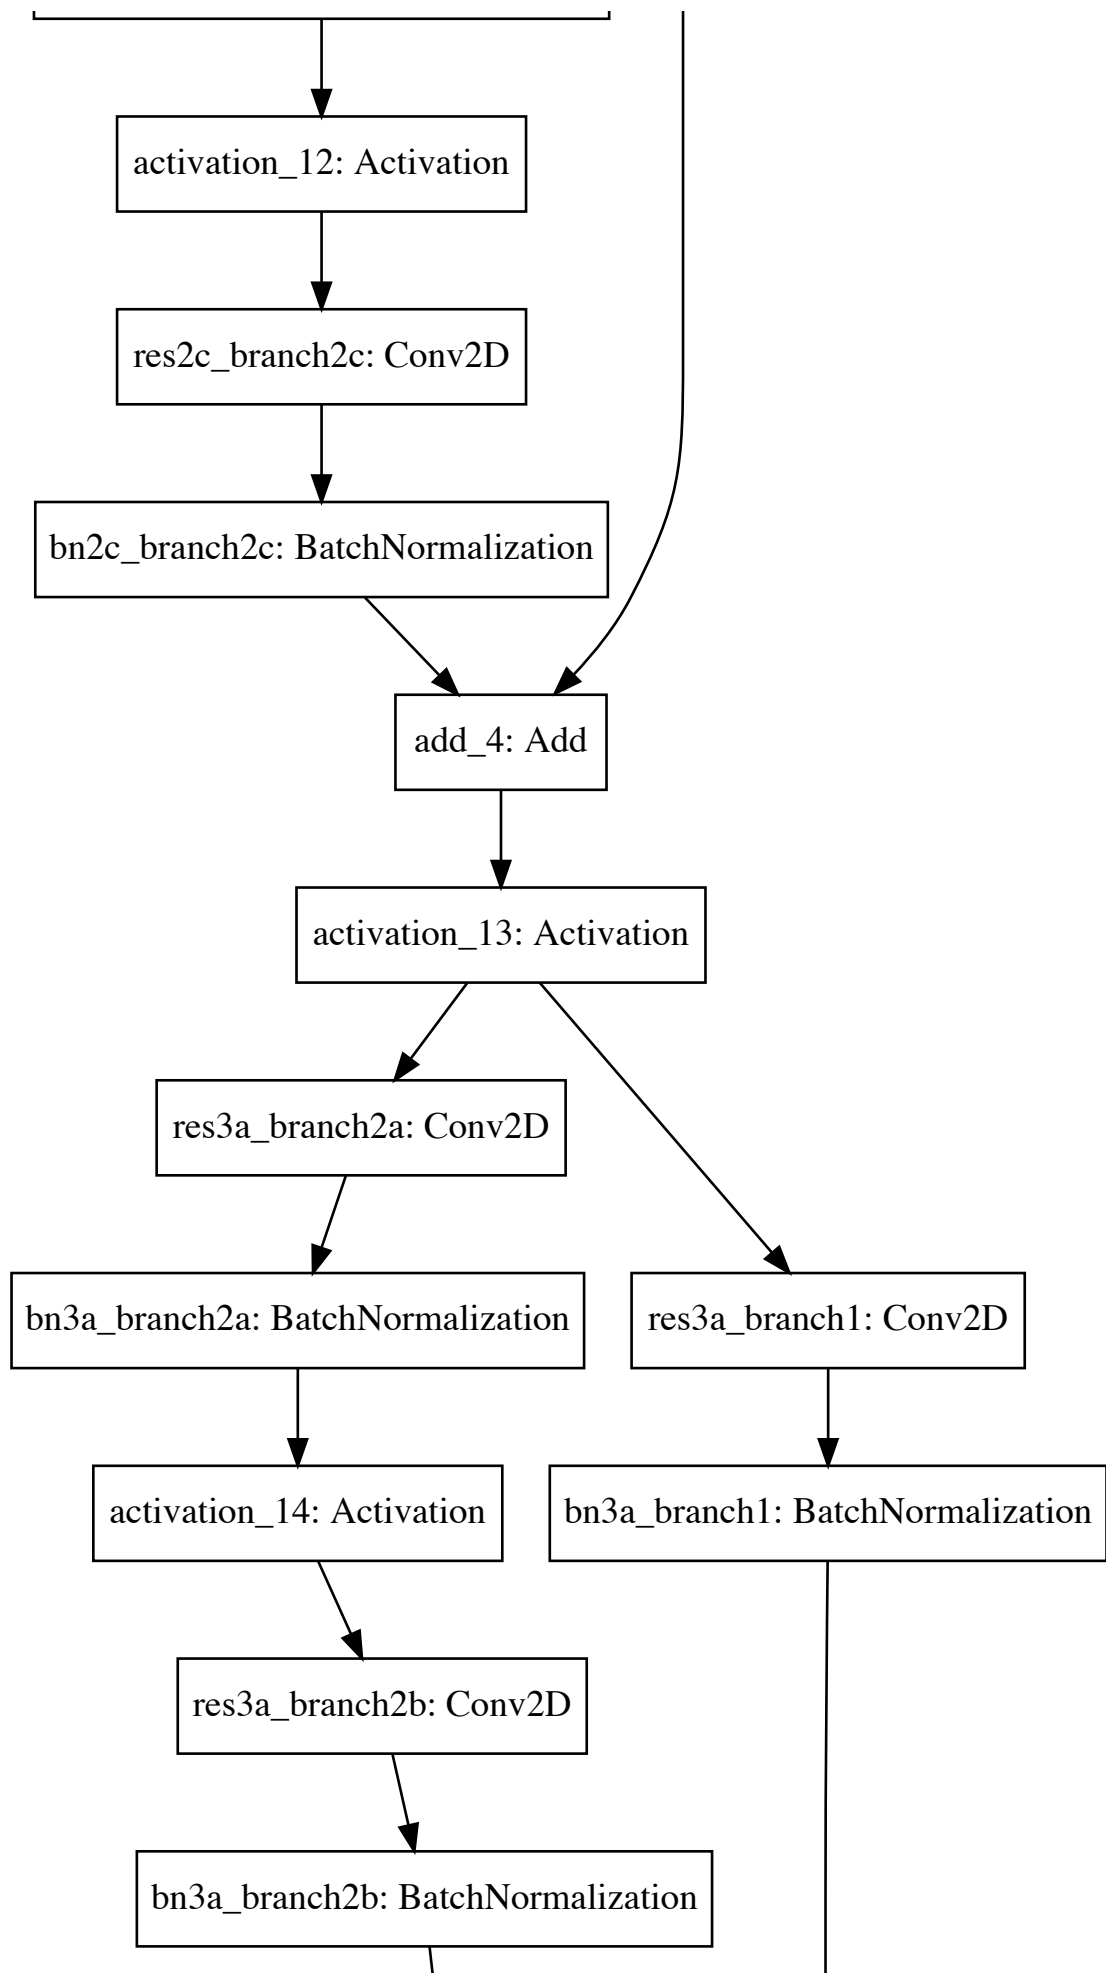 activation_12: Activation
res2c_branch2c: Conv2D
bn2c_branch2c: BatchNormalization
add_4: Add
activation_13: Activation
res3a_branch2a: Conv2D
bn3a_branch2a: BatchNormalization
res3a_branch1: Conv2D
activation_14: Activation
bn3a_branch1: BatchNormalization
res3a_branch2b: Conv2D
bn3a_branch2b: BatchNormalization